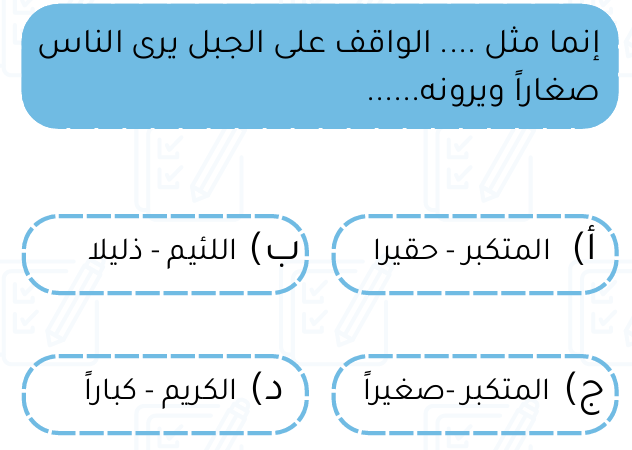 إنما مثل .... الواقف على الجبل يرى الناس
صغاراً ويرونه......
أ) المتكبر - حقيرا
ب) اللئيم - ذليلا
ج) المتكبر -صغيراً
د) الكريم - كباراً